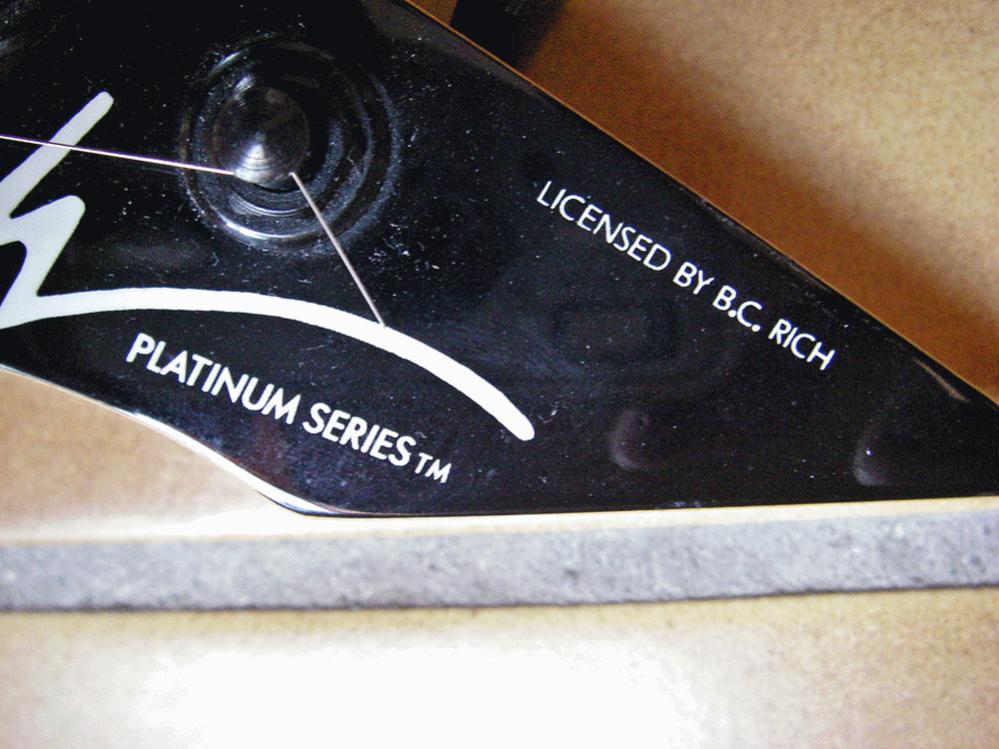 LICENSED BY B.C. RICH
PLATINUM SERIES™